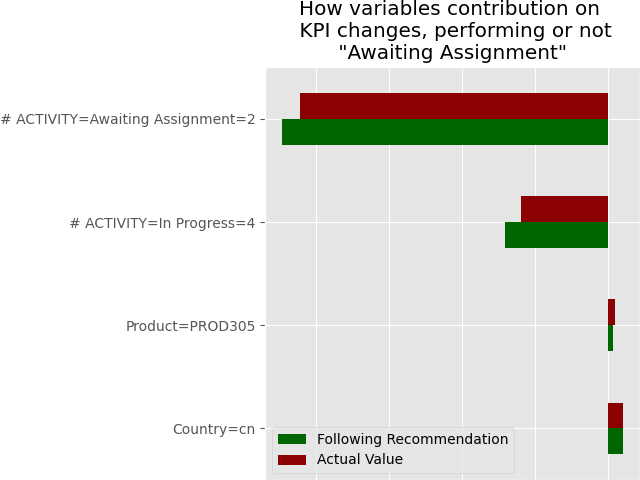 How variables contribution on
KPI changes, performing or not
"Awaiting Assignment"
# ACTIVITY=Awaiting Assignment=2
# ACTIVITY=In Progress=4
Product=PROD305
Country=cn
Following Recommendation
Actual Value